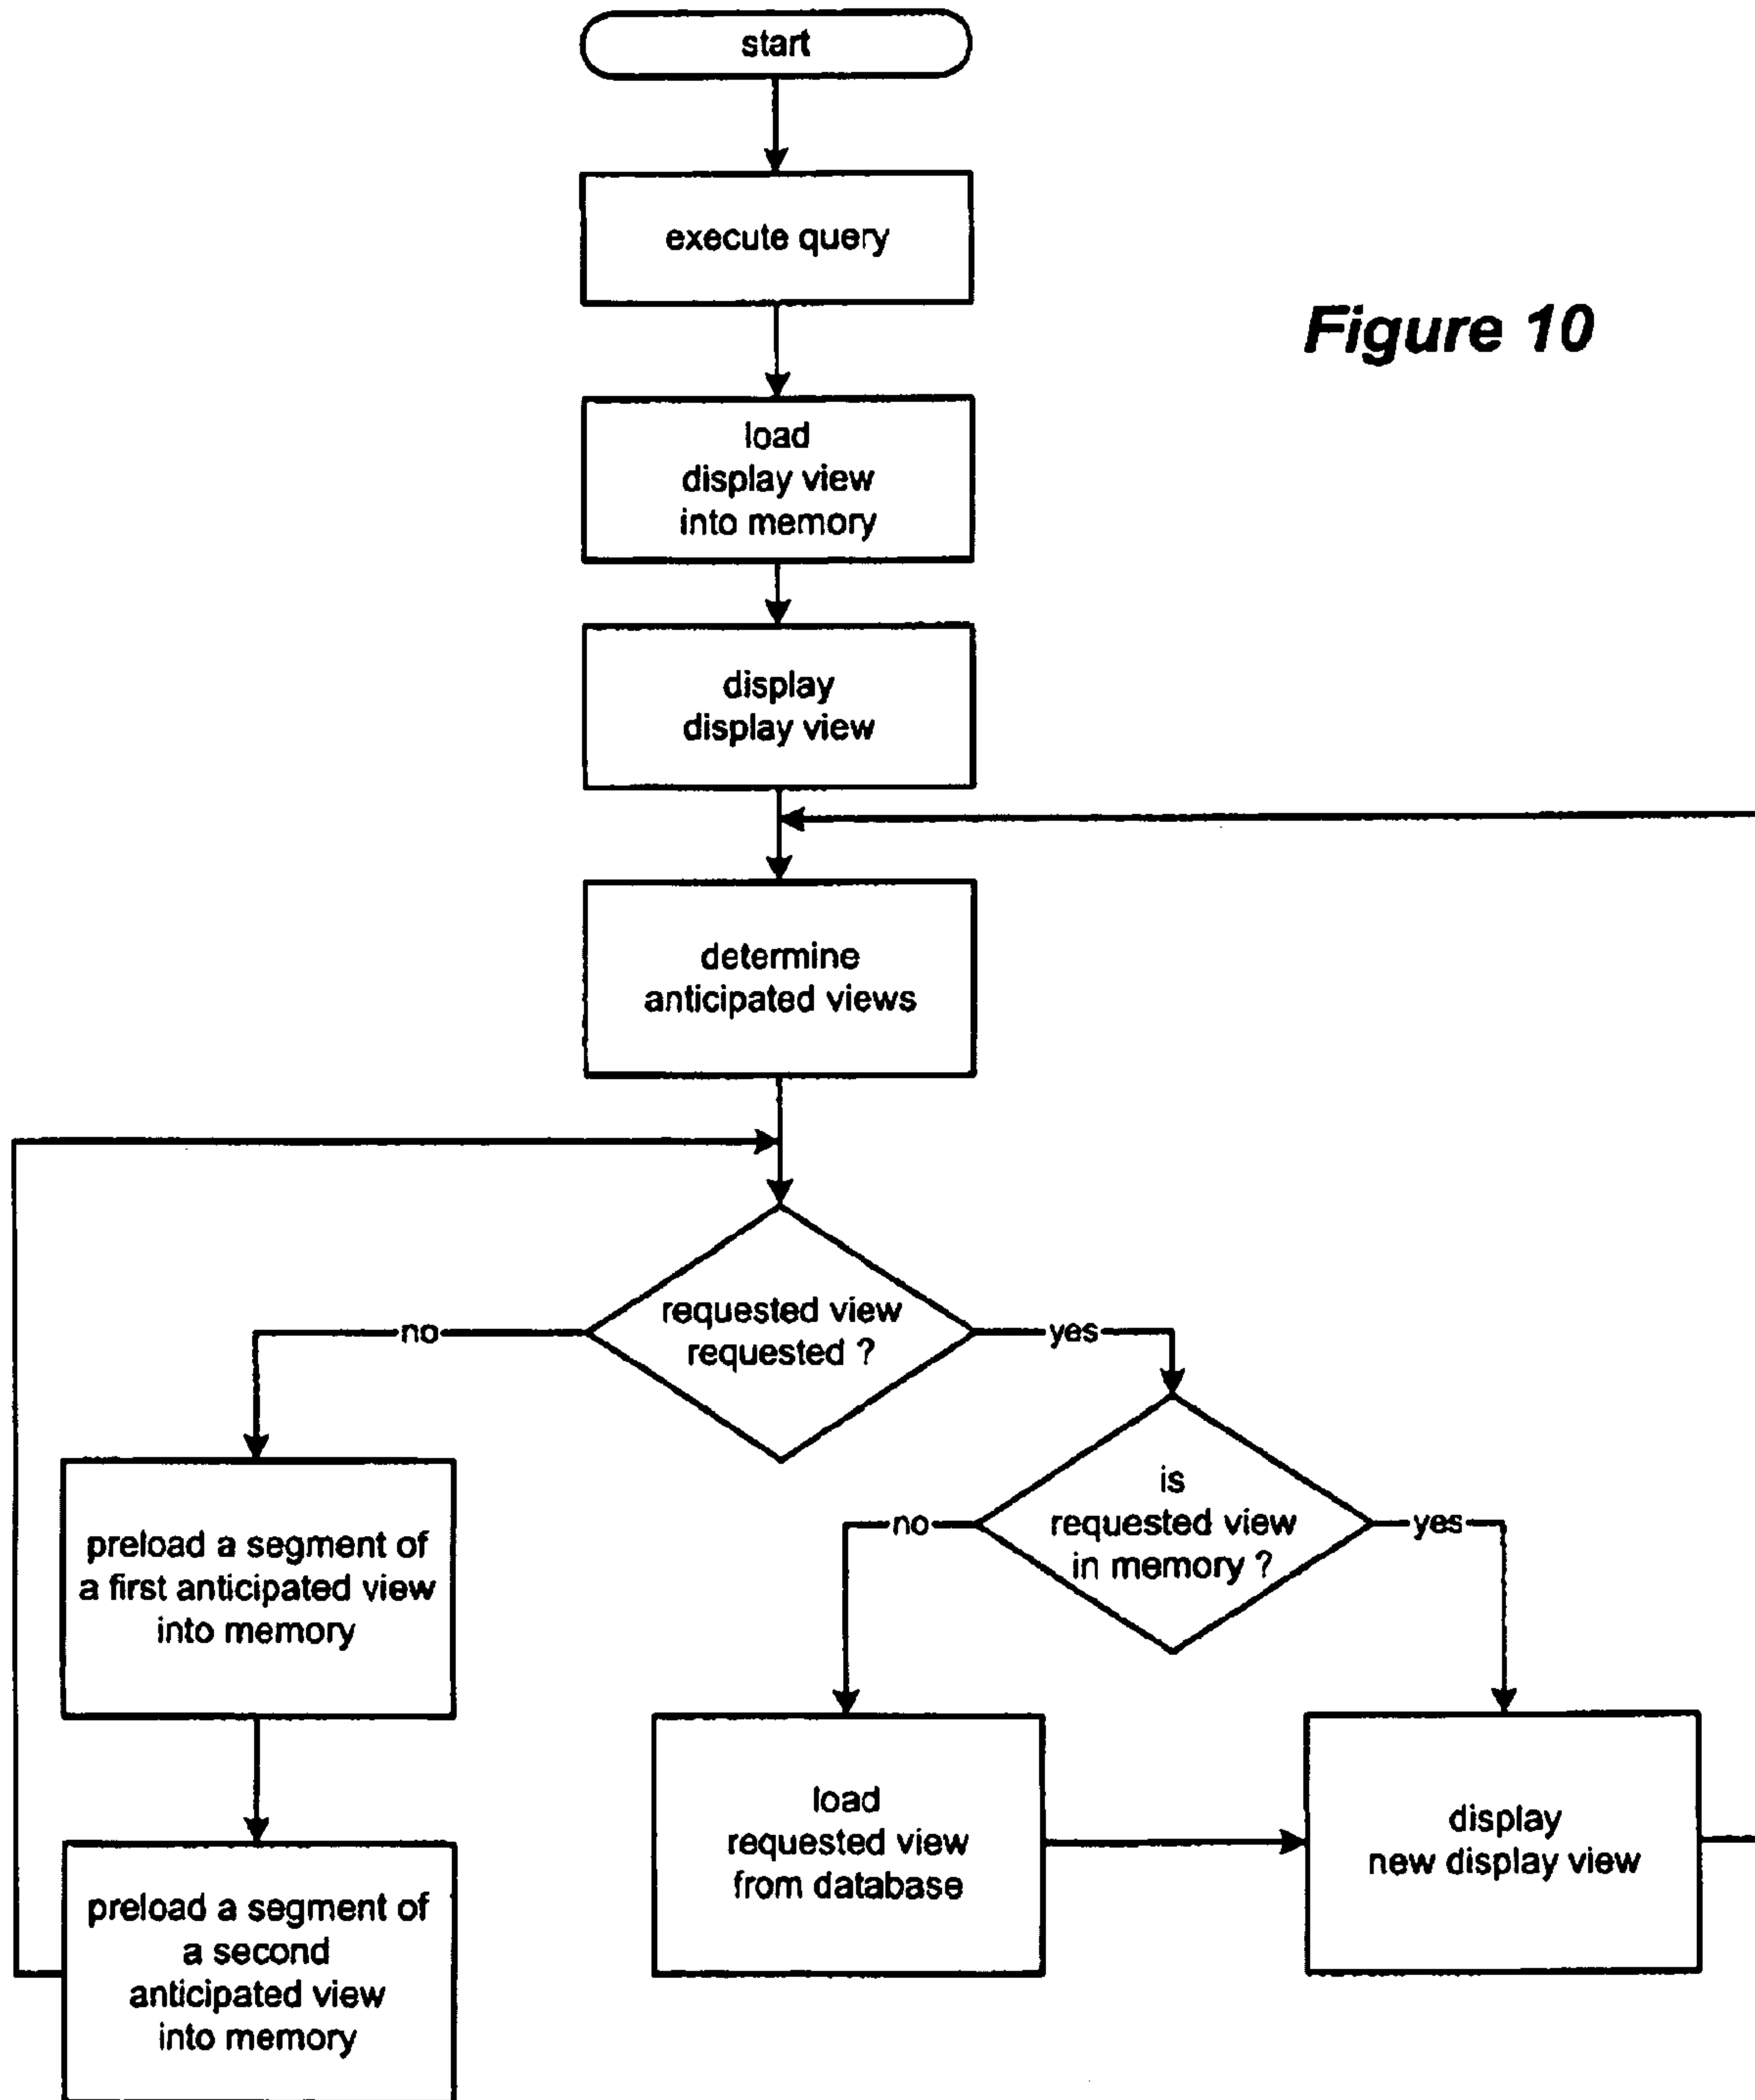 start
execute query
Figure 10
load
display view
into memory
display
display view
determine
anticipated views
requested view
requested ?
no
yes
is
requested view
in memory ?
no
yes
preload a segment of
a first anticipated view
into memory
load
requested view
from database
display
new display view
preload a segment of
a second
anticipated view
into memory